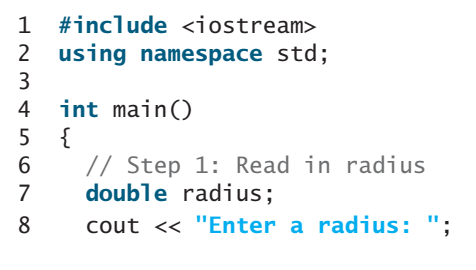 1 #include <iostream>
2 using namespace std;
3
4 int main()
5 {
6   // Step 1: Read in radius
7   double radius;
8   cout << "Enter a radius: ";